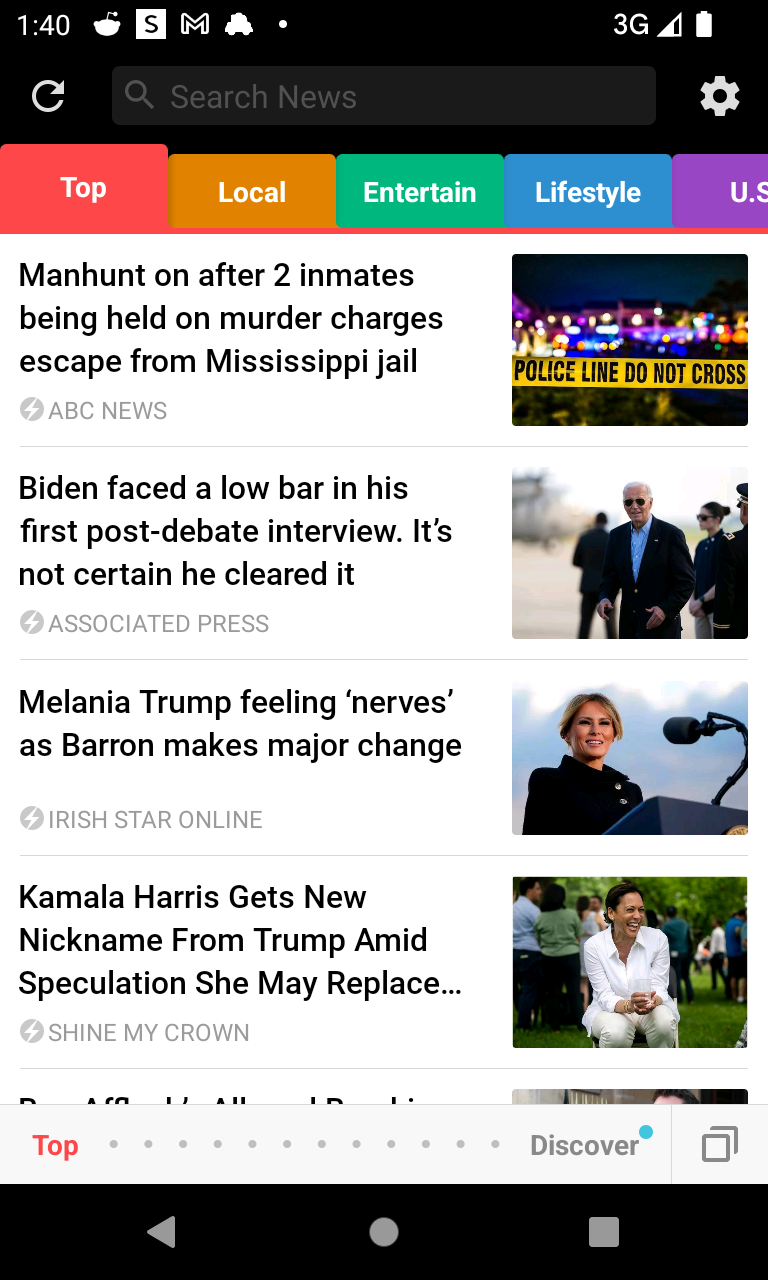 1:40
S
3G
Search News
Top
Local
Entertain
Lifestyle
U.S
Manhunt on after 2 inmates
being held on murder charges
escape from Mississippi jail
POLICE LINE DO NOT CROSS
ABC NEWS
Biden faced a low bar in his
first post-debate interview. It’s
not certain he cleared it
ASSOCIATED PRESS
Melania Trump feeling ‘nerves’
as Barron makes major change
IRISH STAR ONLINE
Kamala Harris Gets New
Nickname From Trump Amid
Speculation She May Replace…
SHINE MY CROWN
Top
Discover